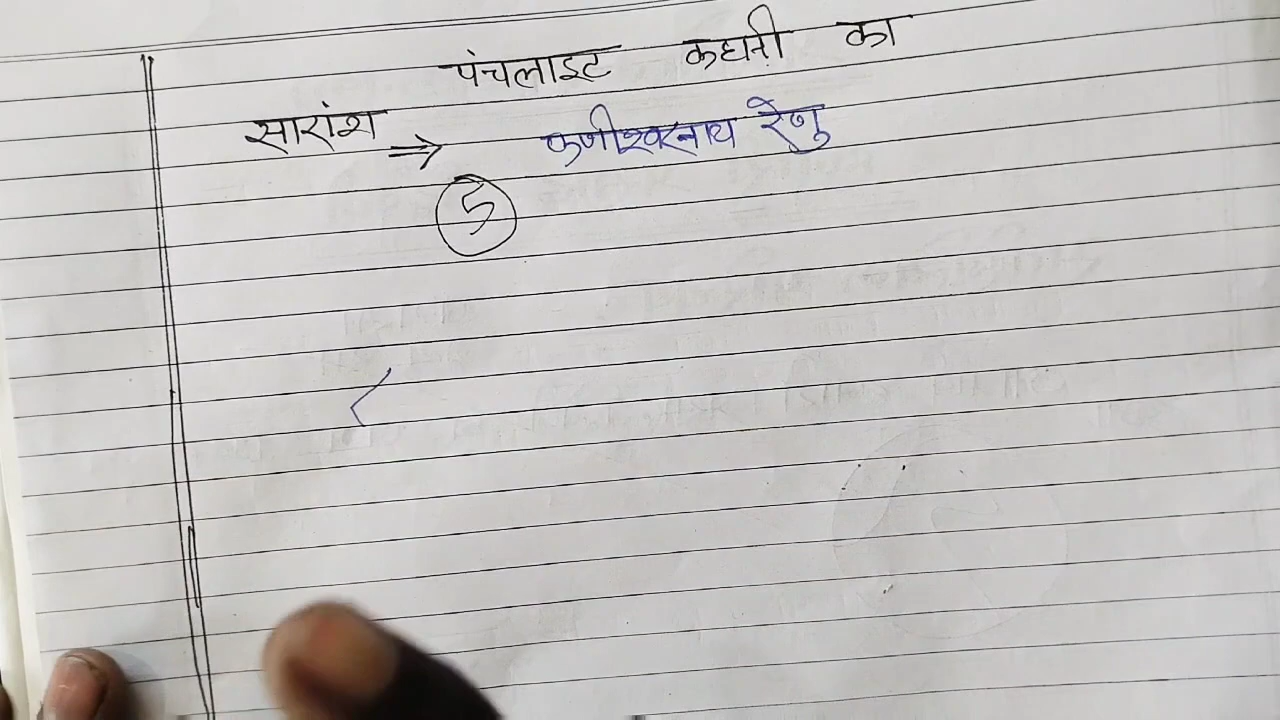 पंचलाइट कहानी का
सारांश ⇒ फणीश्वरनाथ रेणु
5